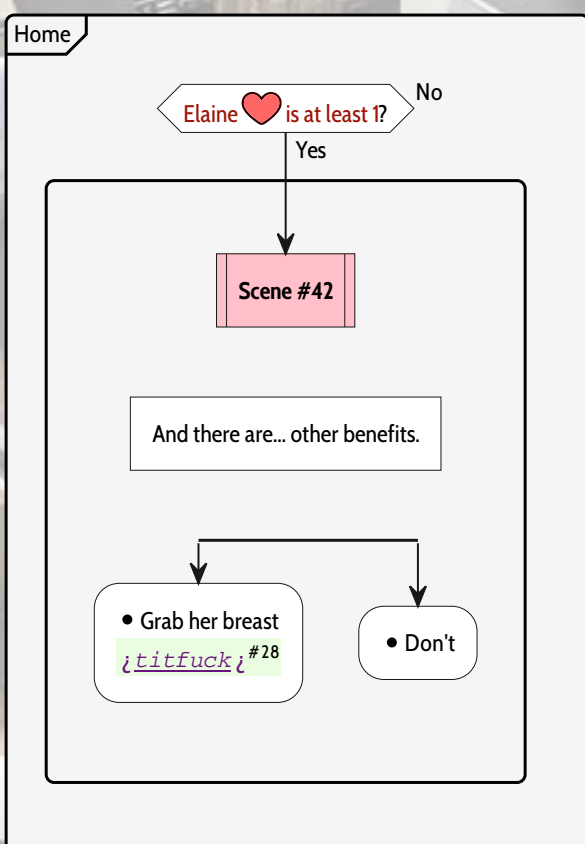 Home
Elaine is at least 1?
No
Yes
Scene #42
And there are... other benefits.
• Grab her breast
¿titfuck¿#28
• Don't